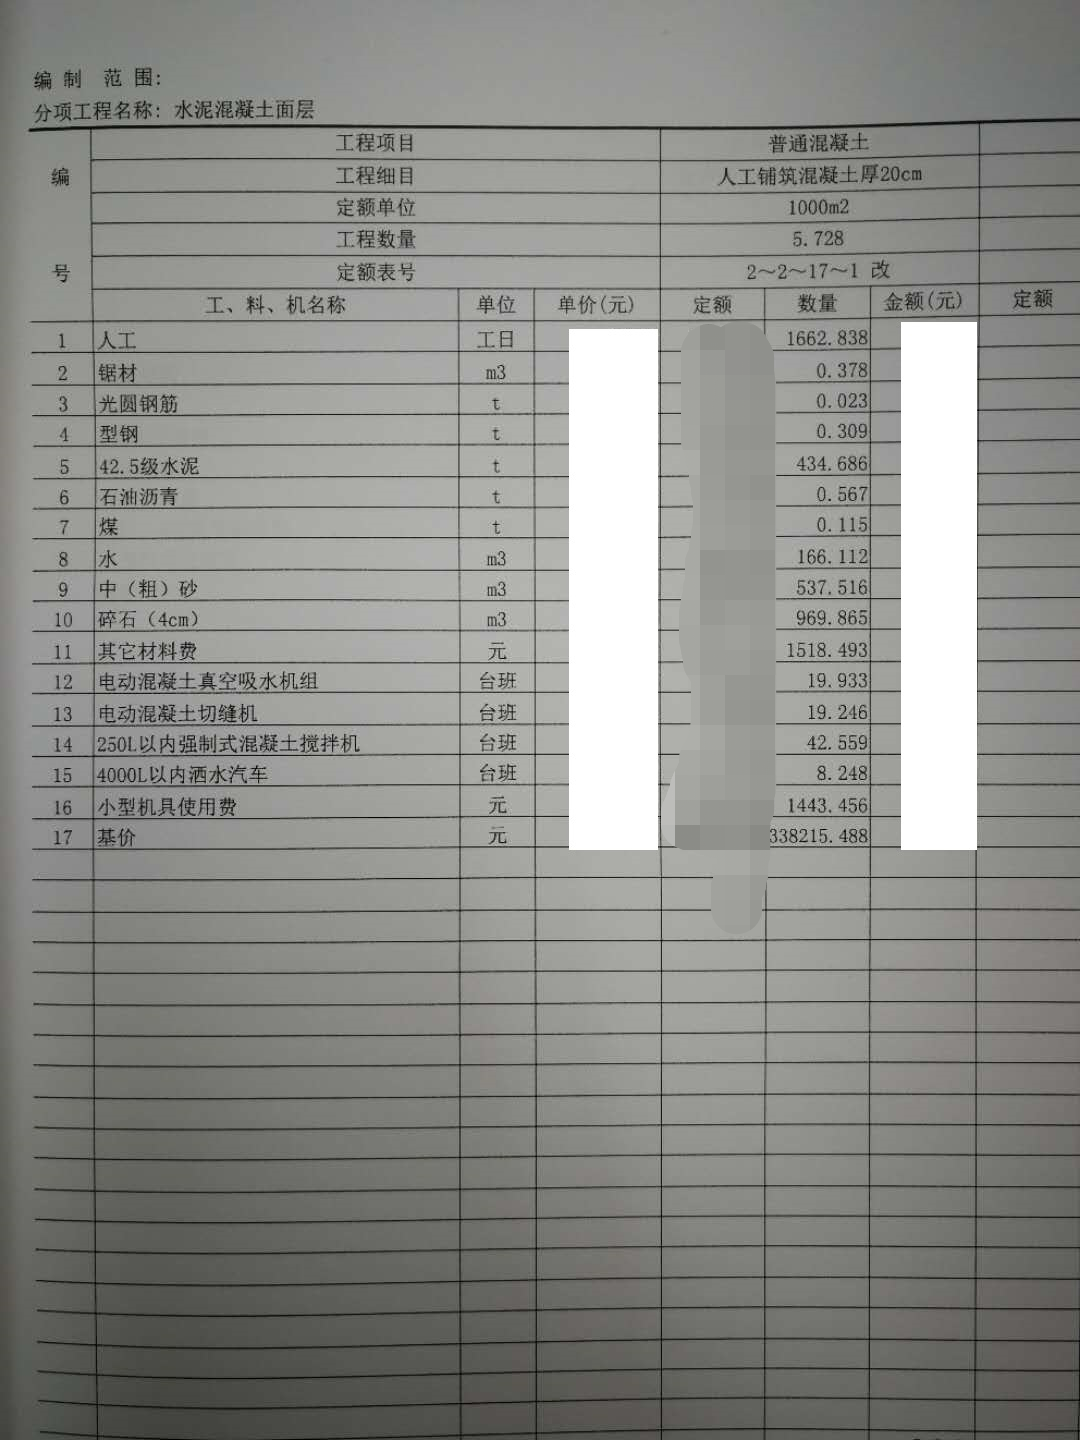 编 制 范 围:
分项工程名称: 水泥混凝土面层
编 号 工程项目 普通混凝土
工程细目 人工铺筑混凝土厚20cm
定额单位 1000m2
工程数量 5.728
定额表号 2~2~17~1 改
工、料、机名称 单位 单价(元) 定额 数量 金额(元) 定额
1 人工 工日 1662.838
2 锯材 m3 0.378
3 光圆钢筋 t 0.023
4 型钢 t 0.309
5 42.5级水泥 t 434.686
6 石油沥青 t 0.567
7 煤 t 0.115
8 水 m3 166.112
9 中（粗）砂 m3 537.516
10 碎石（4cm） m3 969.865
11 其它材料费 元 1518.493
12 电动混凝土真空吸水机组 台班 19.933
13 电动混凝土切缝机 台班 19.246
14 250L以内强制式混凝土搅拌机 台班 42.559
15 4000L以内洒水汽车 台班 8.248
16 小型机具使用费 元 1443.456
17 基价 元 338215.488